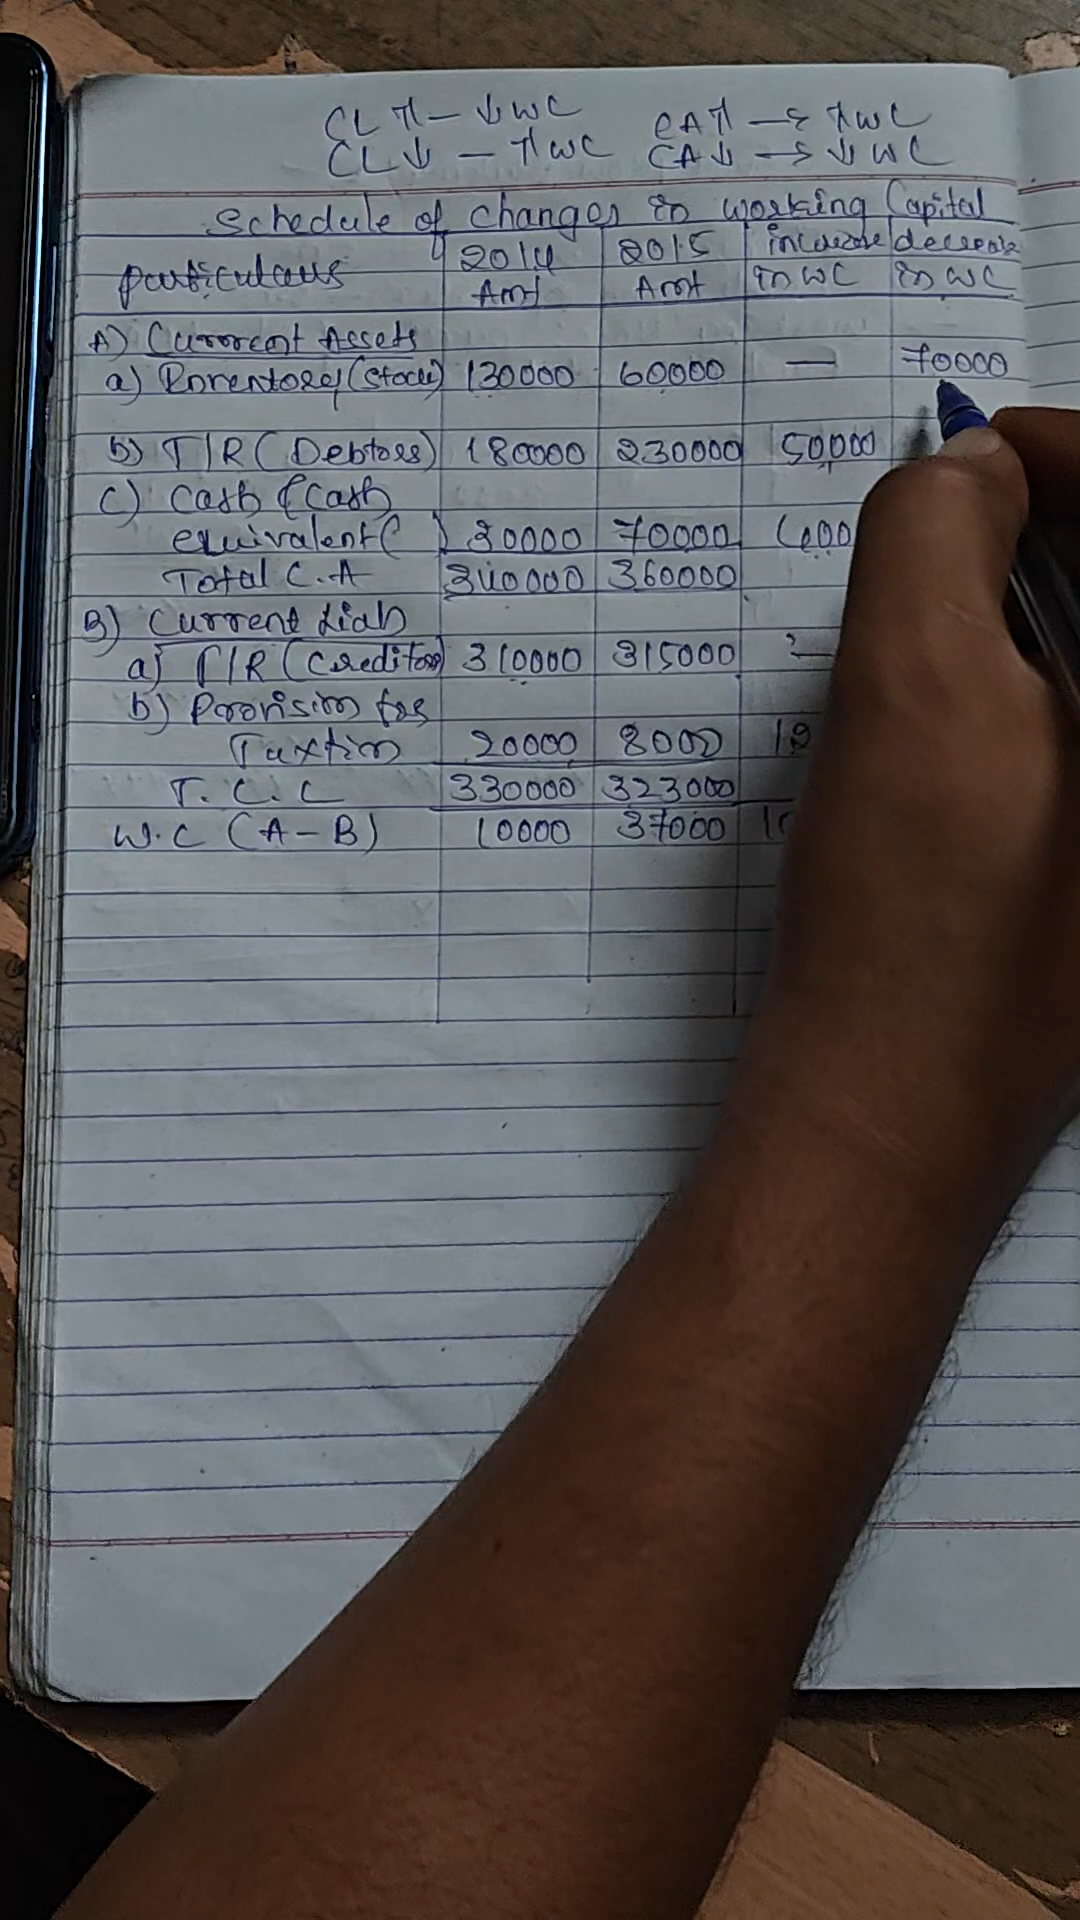 CL ↑ – ↓ WC CA ↑ → ↑ WC
CL ↓ – ↑ WC CA ↓ → ↓ WC
Schedule of changes in working Capital
Particulars 2014 Amt 2015 Amt increase in WC decrease in WC
A) Current Assets
a) Inventory (Stock) 130000 60000 — 70000
b) T/R (Debtors) 180000 230000 50000
C) Cash & Cash
equivalent ( ) 30000 70000
Total C.A 340000 360000
B) Current Liab
a) T/R (Creditors) 310000 315000 —
b) Provision for
Taxtion 20000 8000
T. C. L 330000 323000
W.C (A – B) 10000 37000